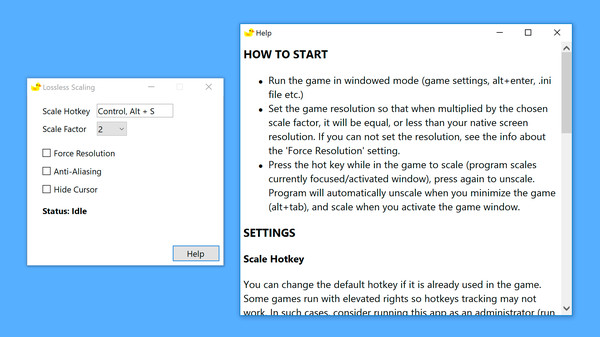 Lossless Scaling
Scale Hotkey Control, Alt + S
Scale Factor 2
Force Resolution
Anti-Aliasing
Hide Cursor
Status: Idle
Help
Help
HOW TO START
• Run the game in windowed mode (game settings, alt+enter, .ini
file etc.)
• Set the game resolution so that when multiplied by the chosen
scale factor, it will be equal, or less than your native screen
resolution. If you can not set the resolution, see the info about
the 'Force Resolution' setting.
• Press the hot key while in the game to scale (program scales
currently focused/activated window), press again to unscale.
Program will automatically unscale when you minimize the game
(alt+tab), and scale when you activate the game window.
SETTINGS
Scale Hotkey
You can change the default hotkey if it is already used in the game.
Some games run with elevated rights so hotkeys tracking may not
work. In such cases, consider running this app as an administrator (run